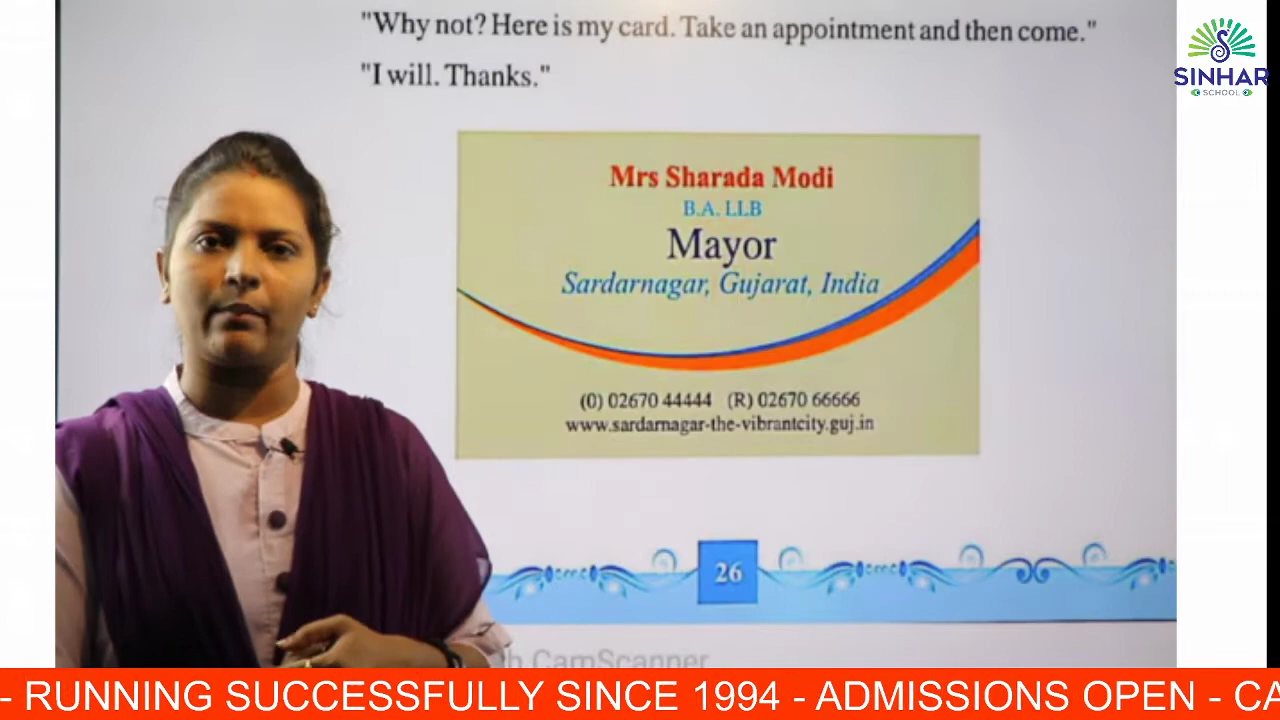 "Why not? Here is my card. Take an appointment and then come."
"I will. Thanks."
SINHAR
SCHOOL
Mrs Sharada Modi
B.A. LLB
Mayor
Sardarnagar, Gujarat, India
(0) 02670 44444 (R) 02670 66666
www.sardarnagar-the-vibrantcity.guj.in
26
CamScanner
- RUNNING SUCCESSFULLY SINCE 1994 - ADMISSIONS OPEN - CA